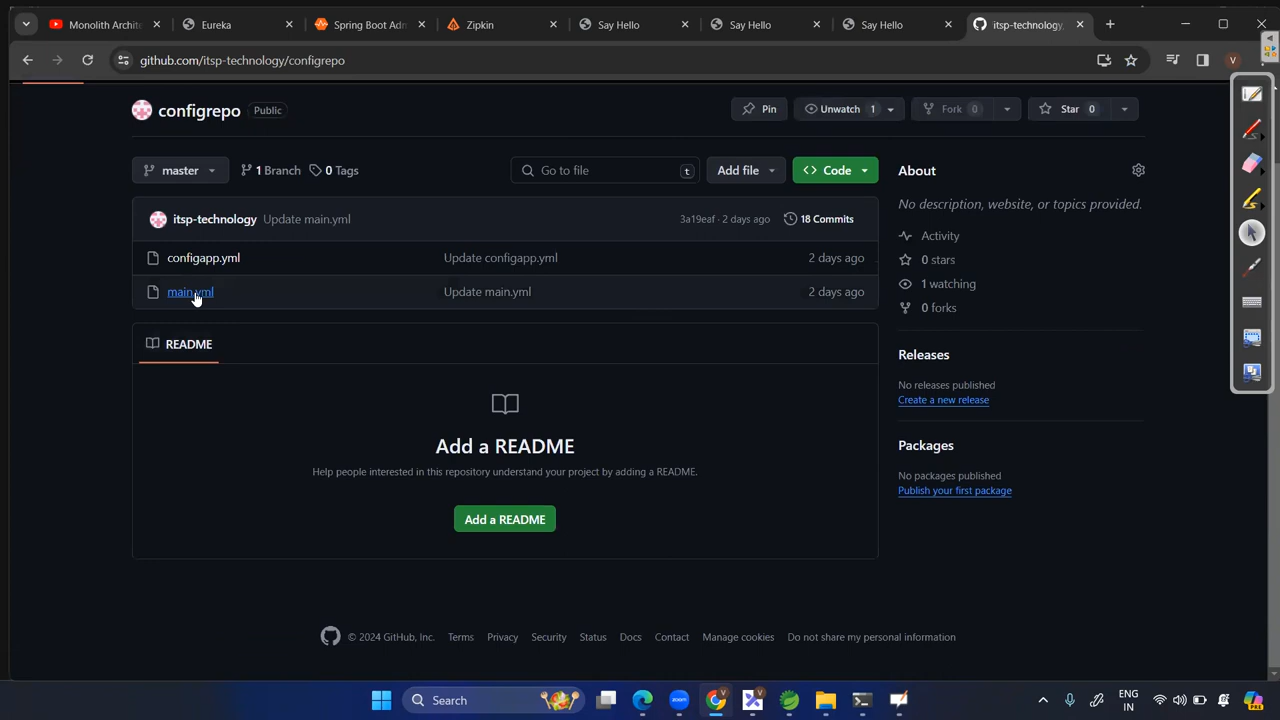 Monolith Archite
Eureka
Spring Boot Adm
Zipkin
Say Hello
Say Hello
Say Hello
itsp-technology,
github.com/itsp-technology/configrepo
V
configrepo
Public
Pin
Unwatch 1
Fork 0
Star 0
master
1 Branch
0 Tags
Go to file
t
Add file
Code
About
itsp-technology Update main.yml
3a19eaf · 2 days ago
18 Commits
No description, website, or topics provided.
configapp.yml
Update configapp.yml
2 days ago
Activity
0 stars
main.yml
Update main.yml
2 days ago
1 watching
0 forks
README
Releases
No releases published
Create a new release
Add a README
Help people interested in this repository understand your project by adding a README.
Packages
No packages published
Publish your first package
Add a README
© 2024 GitHub, Inc.
Terms
Privacy
Security
Status
Docs
Contact
Manage cookies
Do not share my personal information
Search
zoom
V
V
ENG
IN
PRE